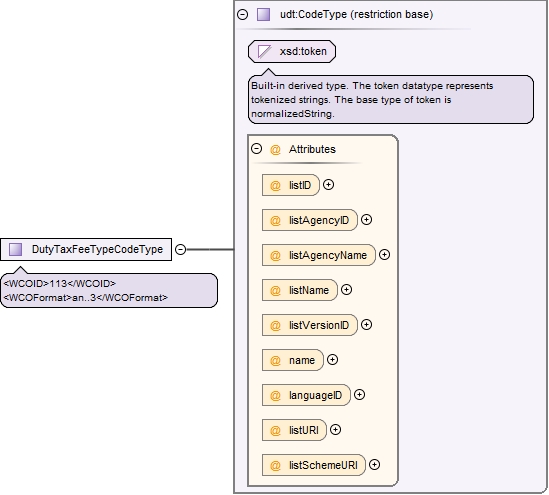 udt:CodeType (restriction base)
xsd:token
Built-in derived type. The token datatype represents
tokenized strings. The base type of token is
normalizedString.
@ Attributes
@ listID
@ listAgencyID
@ listAgencyName
@ listName
@ listVersionID
@ name
@ languageID
@ listURI
@ listSchemeURI
DutyTaxFeeTypeCodeType
<WCOID>113</WCOID>
<WCOFormat>an..3</WCOFormat>